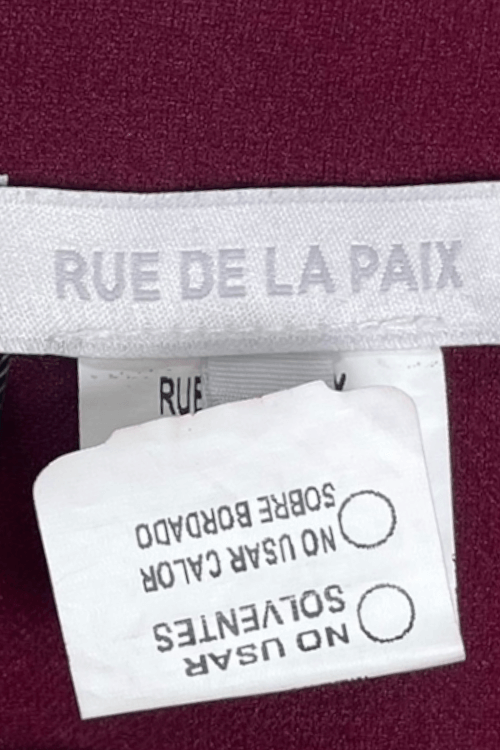 RUE DE LA PAIX
RUE
NO USAR
SOLVENTES
NO USAR CALOR
SOBRE BORDADO